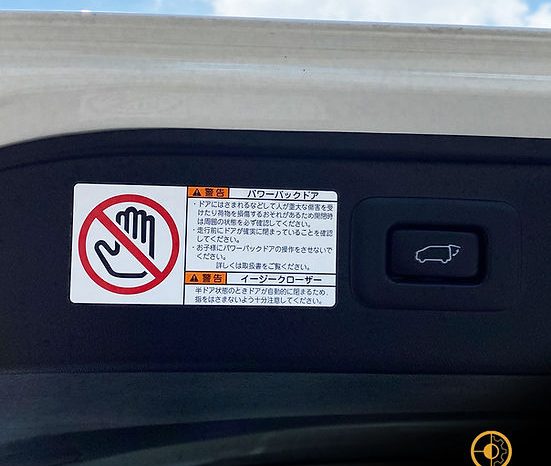 警告 パワーバックドア
・ドアにはさまれるなどして人が重大な傷害を受
けたり荷物を損傷するおそれがあるため開閉時
は周囲の状態を必ず確認してください。
・走行前にドアが確実に閉まっていることを確認
してください。
・お子様にパワーバックドアの操作をさせないで
ください。
詳しくは取扱書をご覧ください。
警告 イージークローザー
半ドア状態のときドアが自動的に閉まるため、
指をはさまないよう十分注意してください。